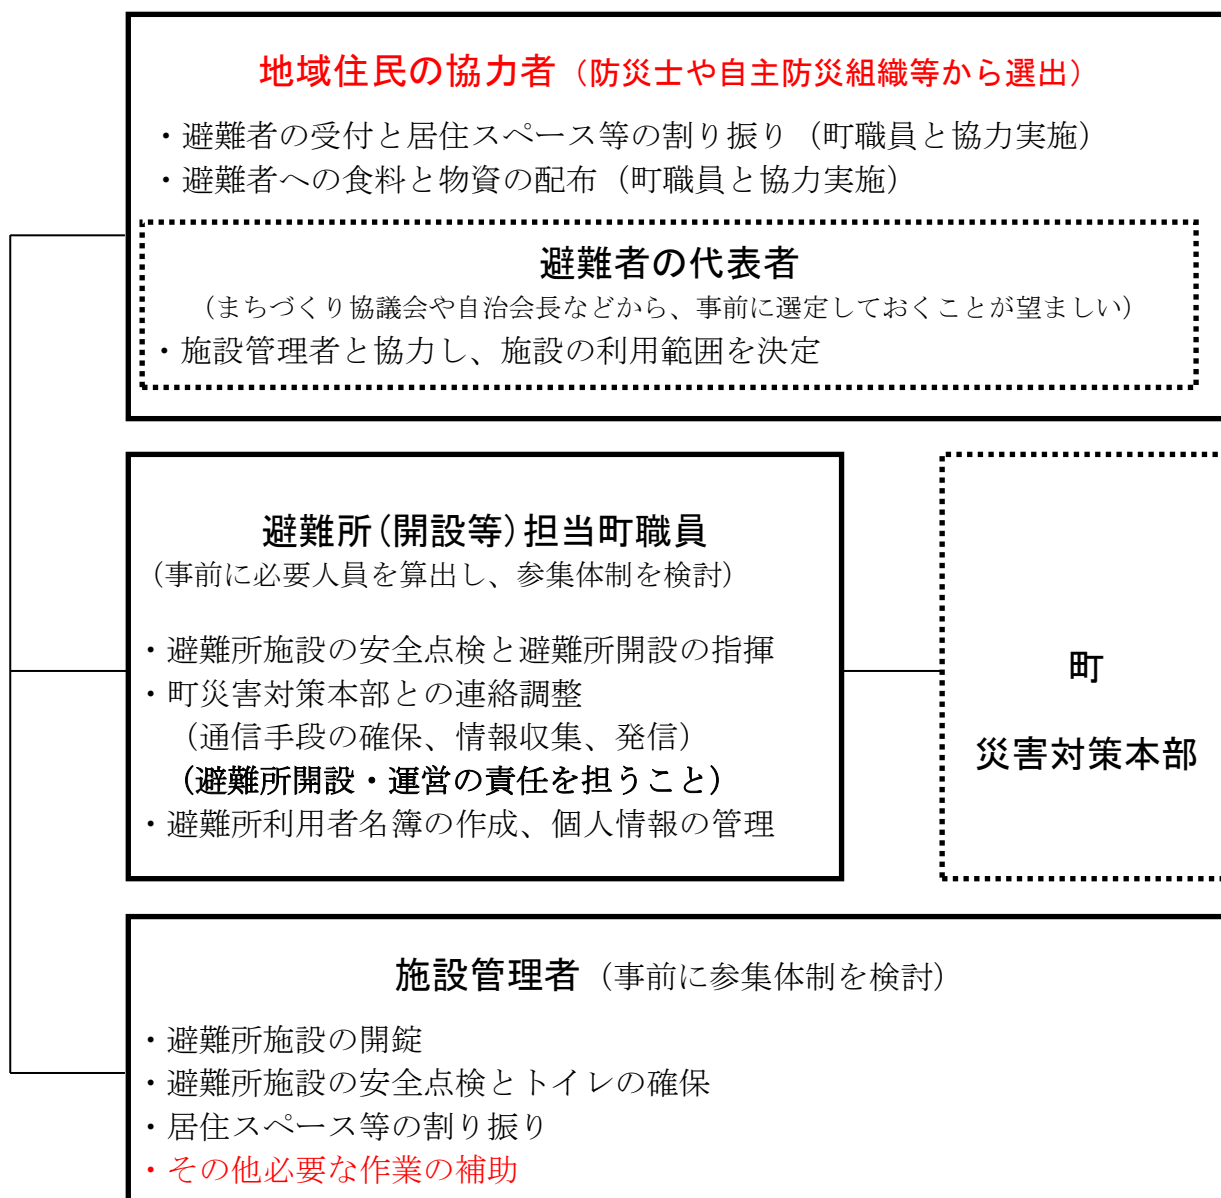 地域住民の協力者（防災士や自主防災組織等から選出）
・避難者の受付と居住スペース等の割り振り（町職員と協力実施）
・避難者への食料と物資の配布（町職員と協力実施）
避難者の代表者
（まちづくり協議会や自治会長などから、事前に選定しておくことが望ましい）
・施設管理者と協力し、施設の利用範囲を決定
避難所（開設等）担当町職員
（事前に必要人員を算出し、参集体制を検討）
・避難所施設の安全点検と避難所開設の指揮
・町災害対策本部との連絡調整
（通信手段の確保、情報収集、発信）
（避難所開設・運営の責任を担うこと）
・避難所利用者名簿の作成、個人情報の管理
町
災害対策本部
施設管理者（事前に参集体制を検討）
・避難所施設の開錠
・避難所施設の安全点検とトイレの確保
・居住スペース等の割り振り
・その他必要な作業の補助